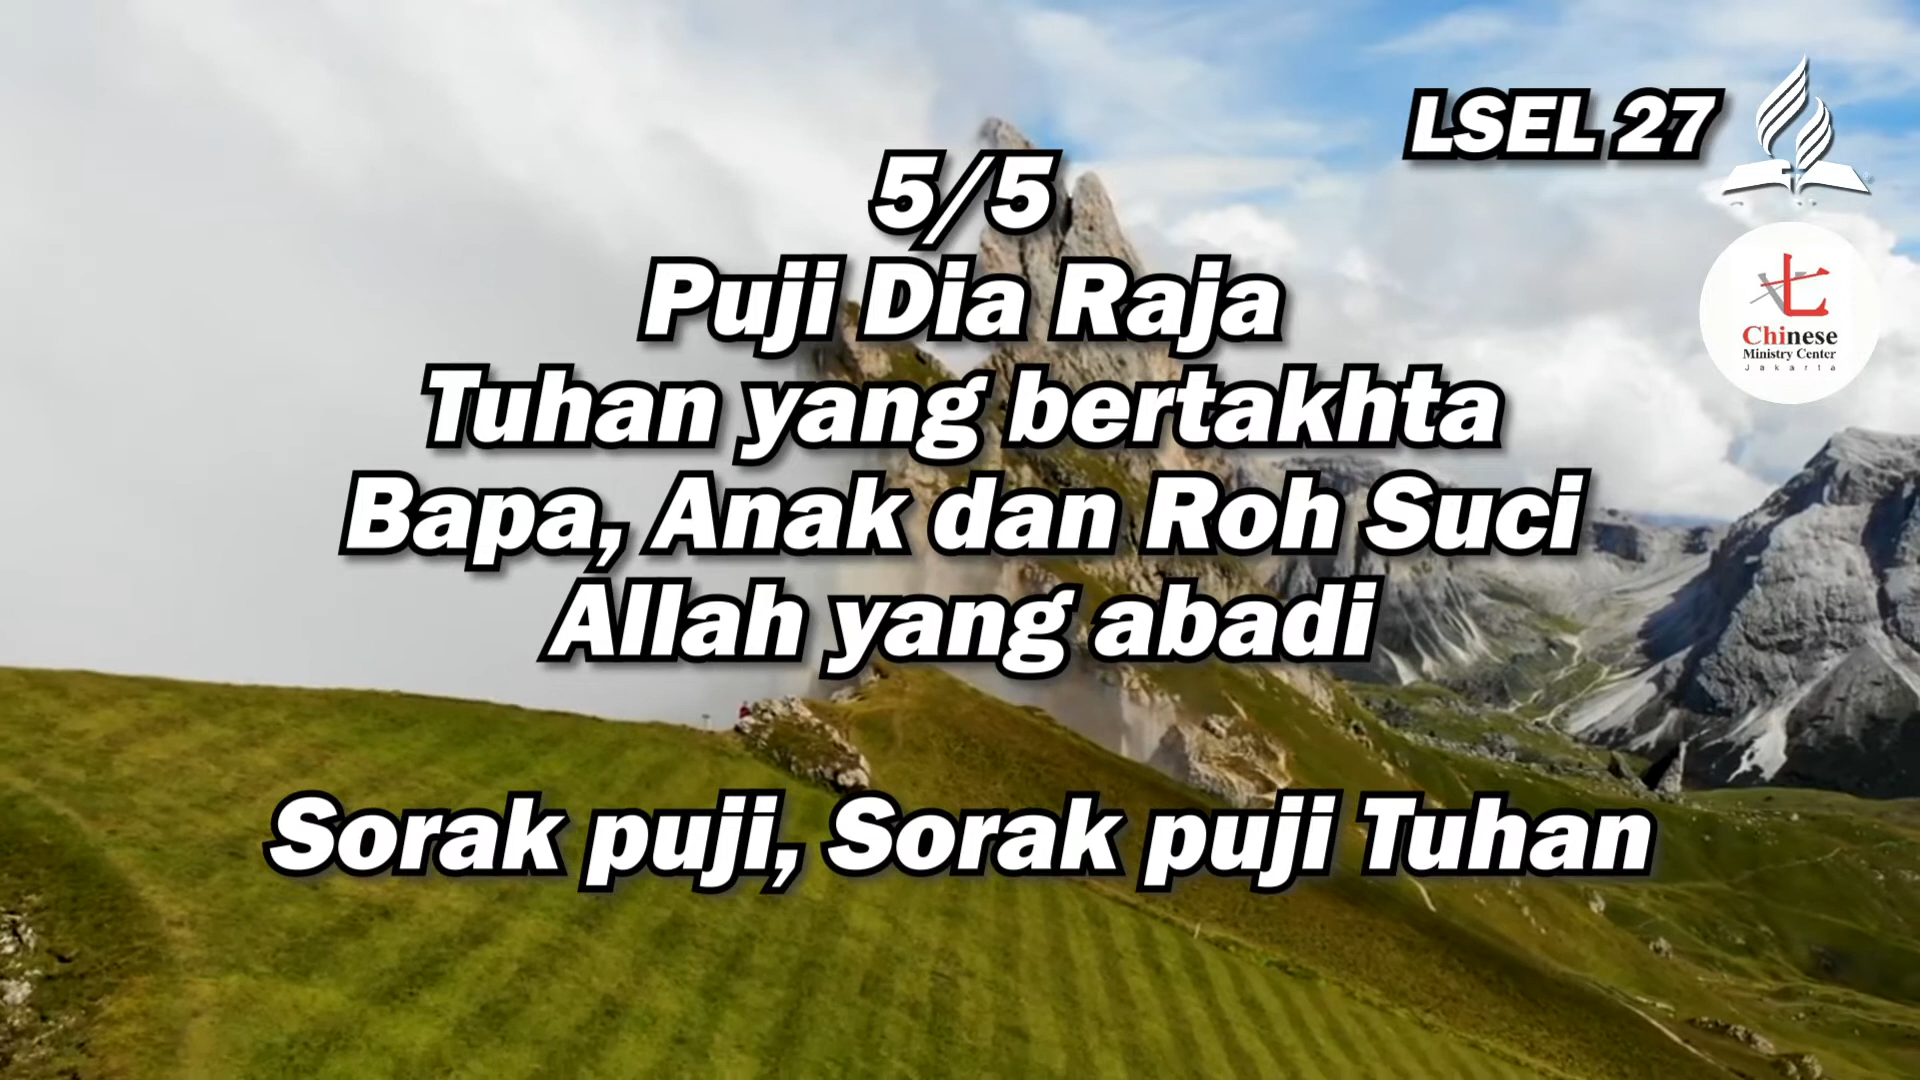 LSEL 27
5/5
Puji Dia Raja
Tuhan yang bertakhta
Bapa, Anak dan Roh Suci
Allah yang abadi
Sorak puji, Sorak puji Tuhan
七
Chinese
Ministry Center
Jakarta